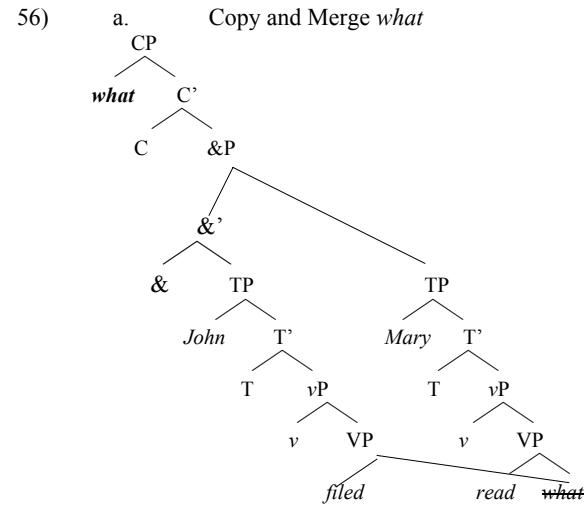 56) a. Copy and Merge what
CP
what C’
C &P
&’
& TP TP
John T’ Mary T’
T vP T vP
v VP v VP
filed read what